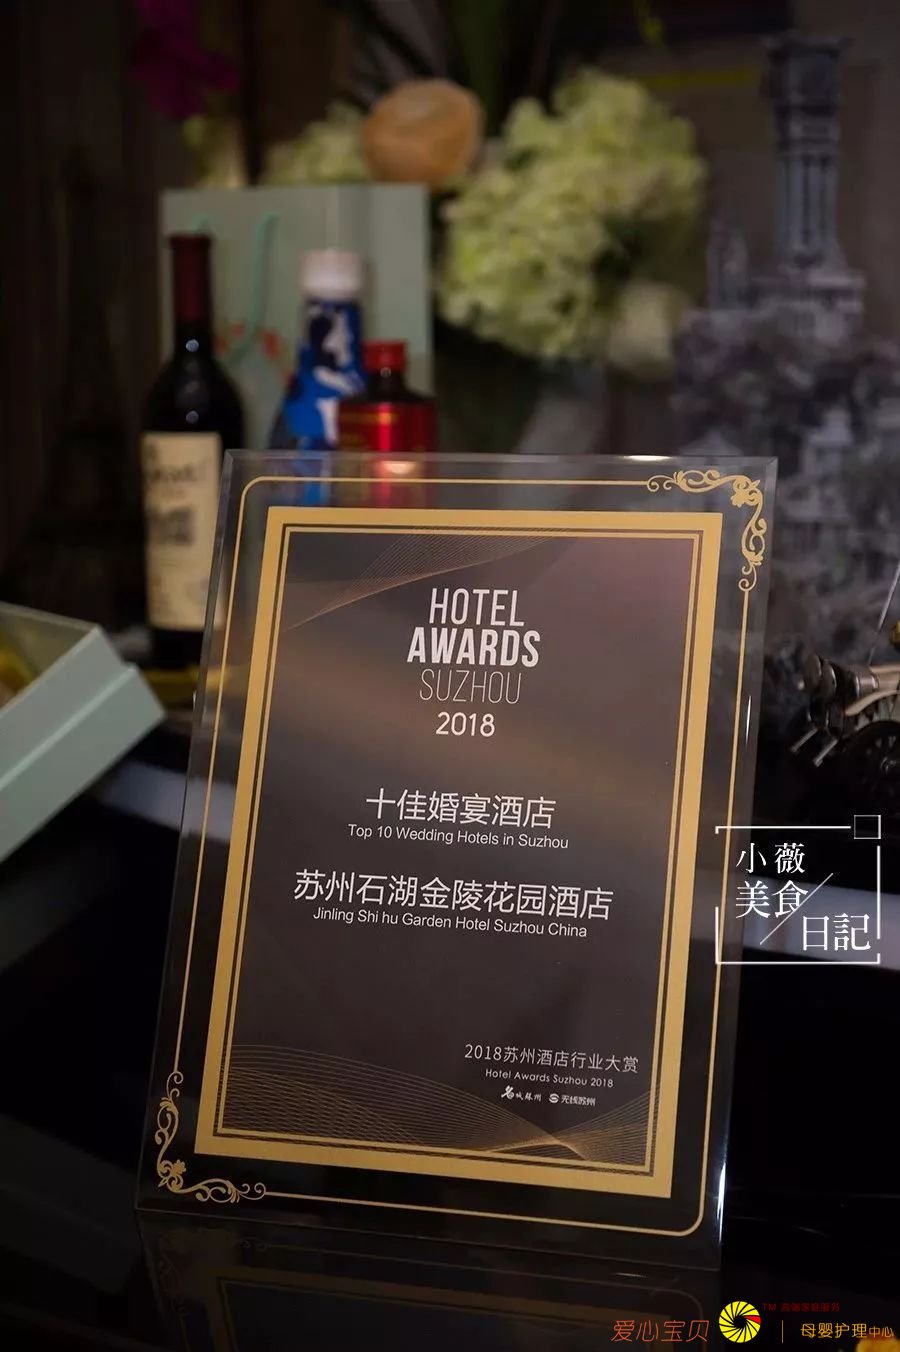 HOTEL
AWARDS
SUZHOU
2018
十佳婚宴酒店
Top 10 Wedding Hotels in Suzhou
苏州石湖金陵花园酒店
Jinling Shi hu Garden Hotel Suzhou China
2018苏州酒店行业大赏
Hotel Awards Suzhou 2018
名城苏州 无线苏州
小薇
美食
日記
爱心宝贝 TM 高端家庭服务
母婴护理中心